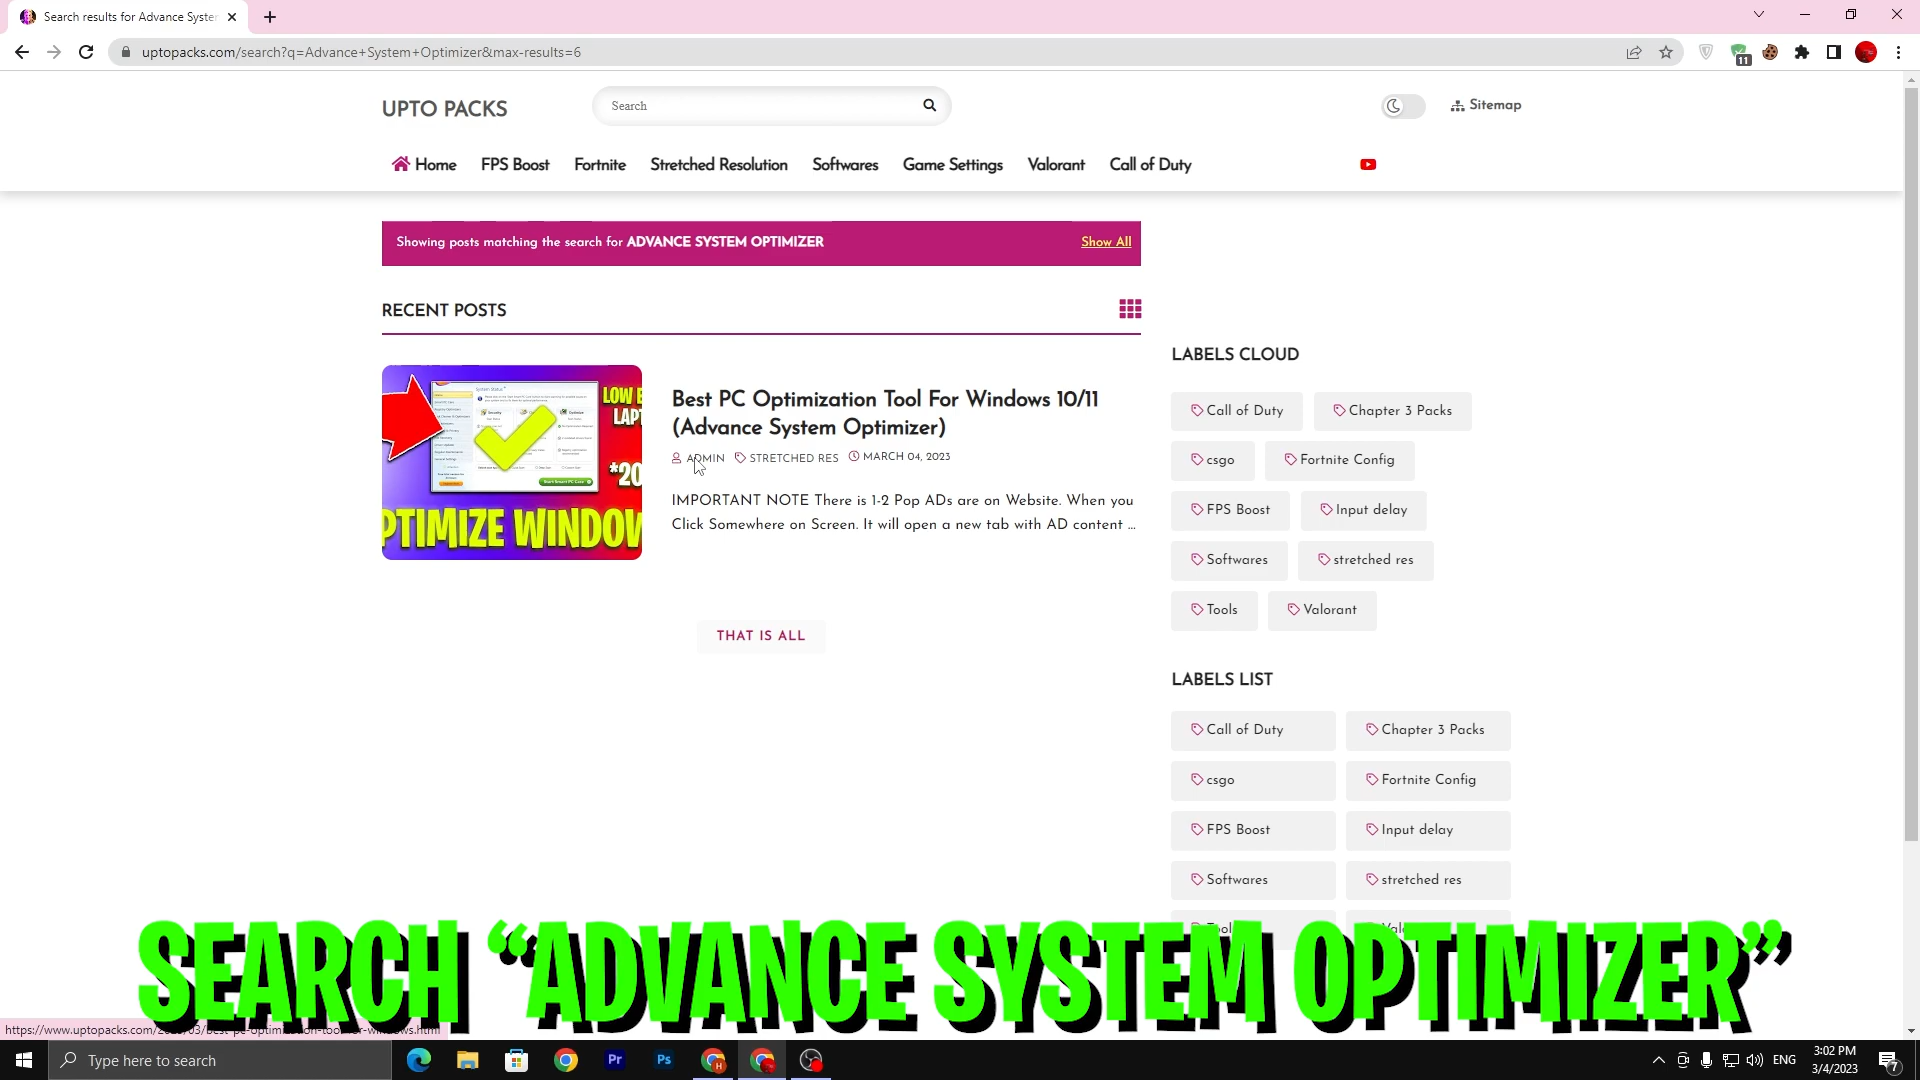 Search results for Advance System
uptopacks.com/search?q=Advance+System+Optimizer&max-results=6
11
UPTO PACKS
Search
Sitemap
Home
FPS Boost
Fortnite
Stretched Resolution
Softwares
Game Settings
Valorant
Call of Duty
Showing posts matching the search for ADVANCE SYSTEM OPTIMIZER
Show All
RECENT POSTS
LOW E
LAPT
*20
PTIMIZE WINDOW
Best PC Optimization Tool For Windows 10/11
(Advance System Optimizer)
ADMIN
STRETCHED RES
MARCH 04, 2023
IMPORTANT NOTE There is 1-2 Pop ADs are on Website. When you
Click Somewhere on Screen. It will open a new tab with AD content ...
THAT IS ALL
LABELS CLOUD
Call of Duty
Chapter 3 Packs
csgo
Fortnite Config
FPS Boost
Input delay
Softwares
stretched res
Tools
Valorant
LABELS LIST
Call of Duty
Chapter 3 Packs
csgo
Fortnite Config
FPS Boost
Input delay
Softwares
stretched res
SEARCH “ADVANCE SYSTEM OPTIMIZER”
Type here to search
Pr
Ps
H
ENG
3:02 PM
3/4/2023
7